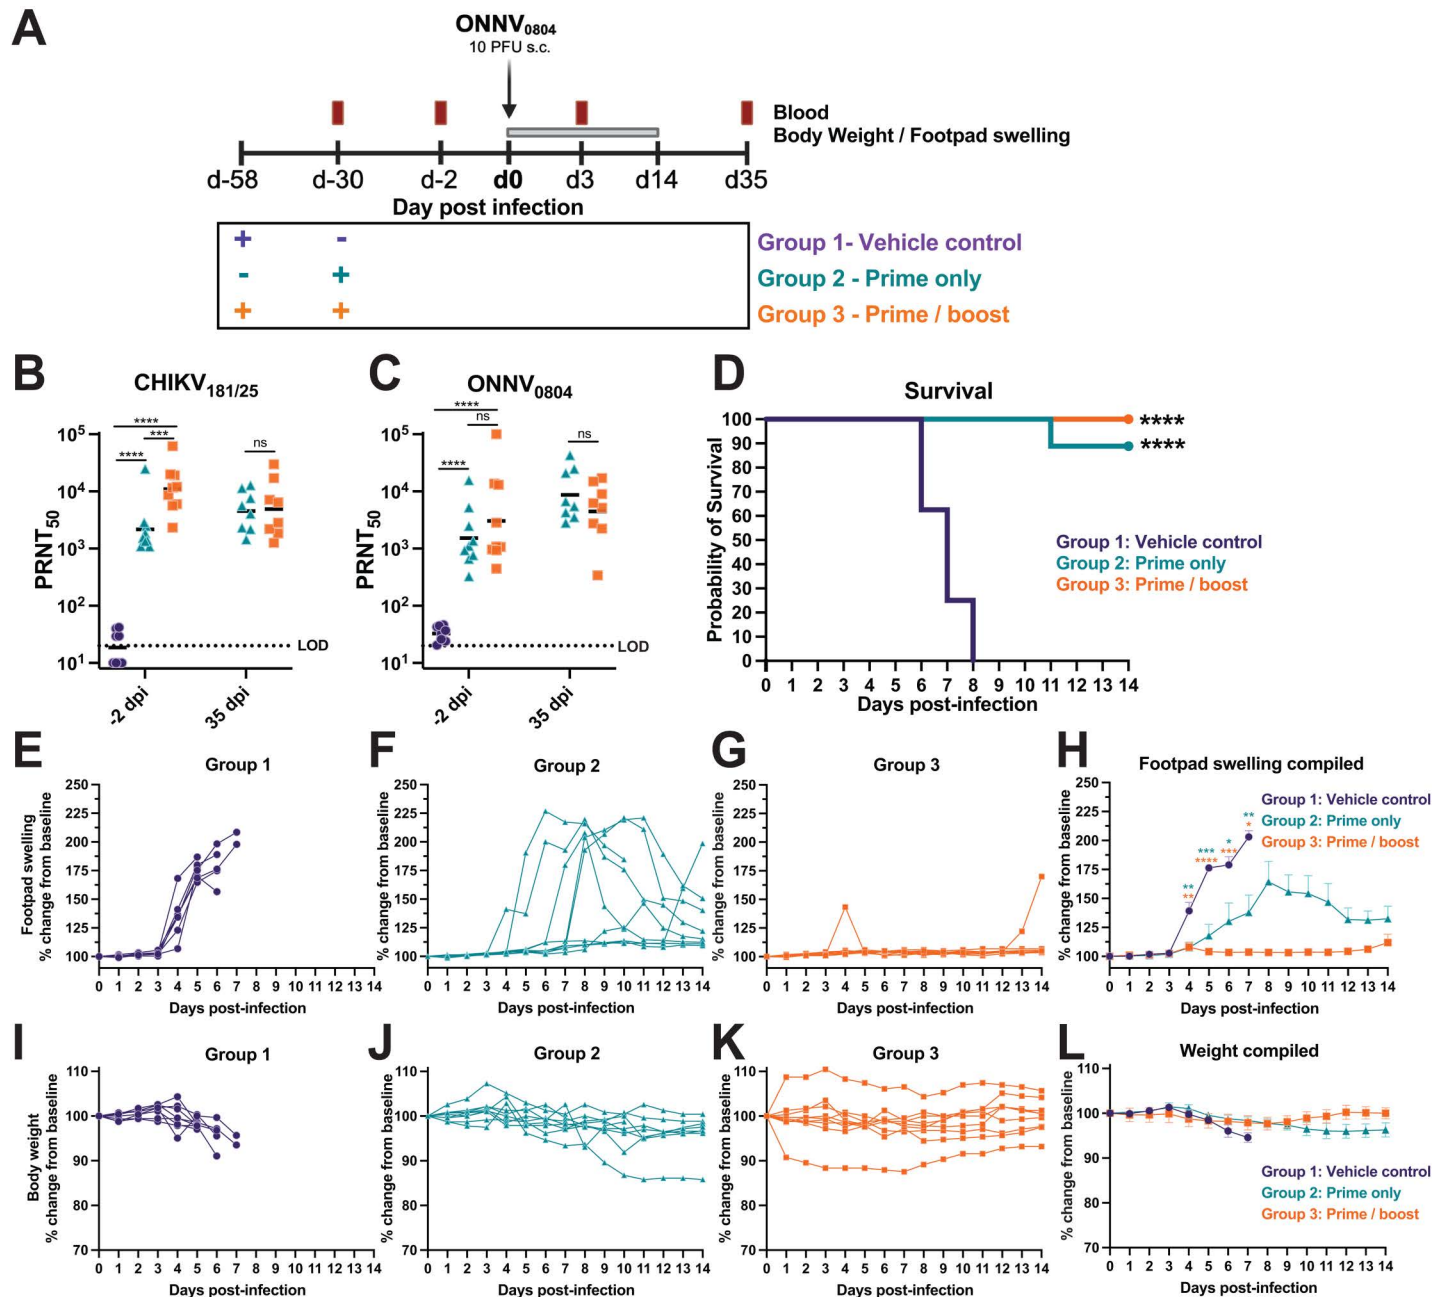 A
ONNV0804
10 PFU s.c.
Blood
Body Weight / Footpad swelling
d-58 d-30 d-2 d0 d3 d14 d35
Day post infection
+ - Group 1- Vehicle control
- + Group 2 - Prime only
+ + Group 3 - Prime / boost
B
CHIKV181/25
PRNT50
10^5
10^4
10^3
10^2
10^1
****
***
****
ns
LOD
-2 dpi
35 dpi
C
ONNV0804
PRNT50
10^5
10^4
10^3
10^2
10^1
****
ns
****
ns
LOD
-2 dpi
35 dpi
D
Survival
Probability of Survival
100
90
80
70
60
50
40
30
20
10
0
****
****
Group 1: Vehicle control
Group 2: Prime only
Group 3: Prime / boost
0 1 2 3 4 5 6 7 8 9 10 11 12 13 14
Days post-infection
E
Group 1
Footpad swelling
% change from baseline
250
225
200
175
150
125
100
0 1 2 3 4 5 6 7 8 9 10 11 12 13 14
Days post-infection
F
Group 2
% change from baseline
250
225
200
175
150
125
100
0 1 2 3 4 5 6 7 8 9 10 11 12 13 14
Days post-infection
G
Group 3
% change from baseline
250
225
200
175
150
125
100
0 1 2 3 4 5 6 7 8 9 10 11 12 13 14
Days post-infection
H
Footpad swelling compiled
% change from baseline
250
225
200
175
150
125
100
Group 1: Vehicle control
Group 2: Prime only
Group 3: Prime / boost
**
**
***
****
*
***
**
*
0 1 2 3 4 5 6 7 8 9 10 11 12 13 14
Days post-infection
I
Group 1
Body weight
% change from baseline
110
100
90
80
70
0 1 2 3 4 5 6 7 8 9 10 11 12 13 14
Days post-infection
J
Group 2
% change from baseline
110
100
90
80
70
0 1 2 3 4 5 6 7 8 9 10 11 12 13 14
Days post-infection
K
Group 3
% change from baseline
110
100
90
80
70
0 1 2 3 4 5 6 7 8 9 10 11 12 13 14
Days post-infection
L
Weight compiled
% change from baseline
110
100
90
80
70
Group 1: Vehicle control
Group 2: Prime only
Group 3: Prime / boost
0 1 2 3 4 5 6 7 8 9 10 11 12 13 14
Days post-infection